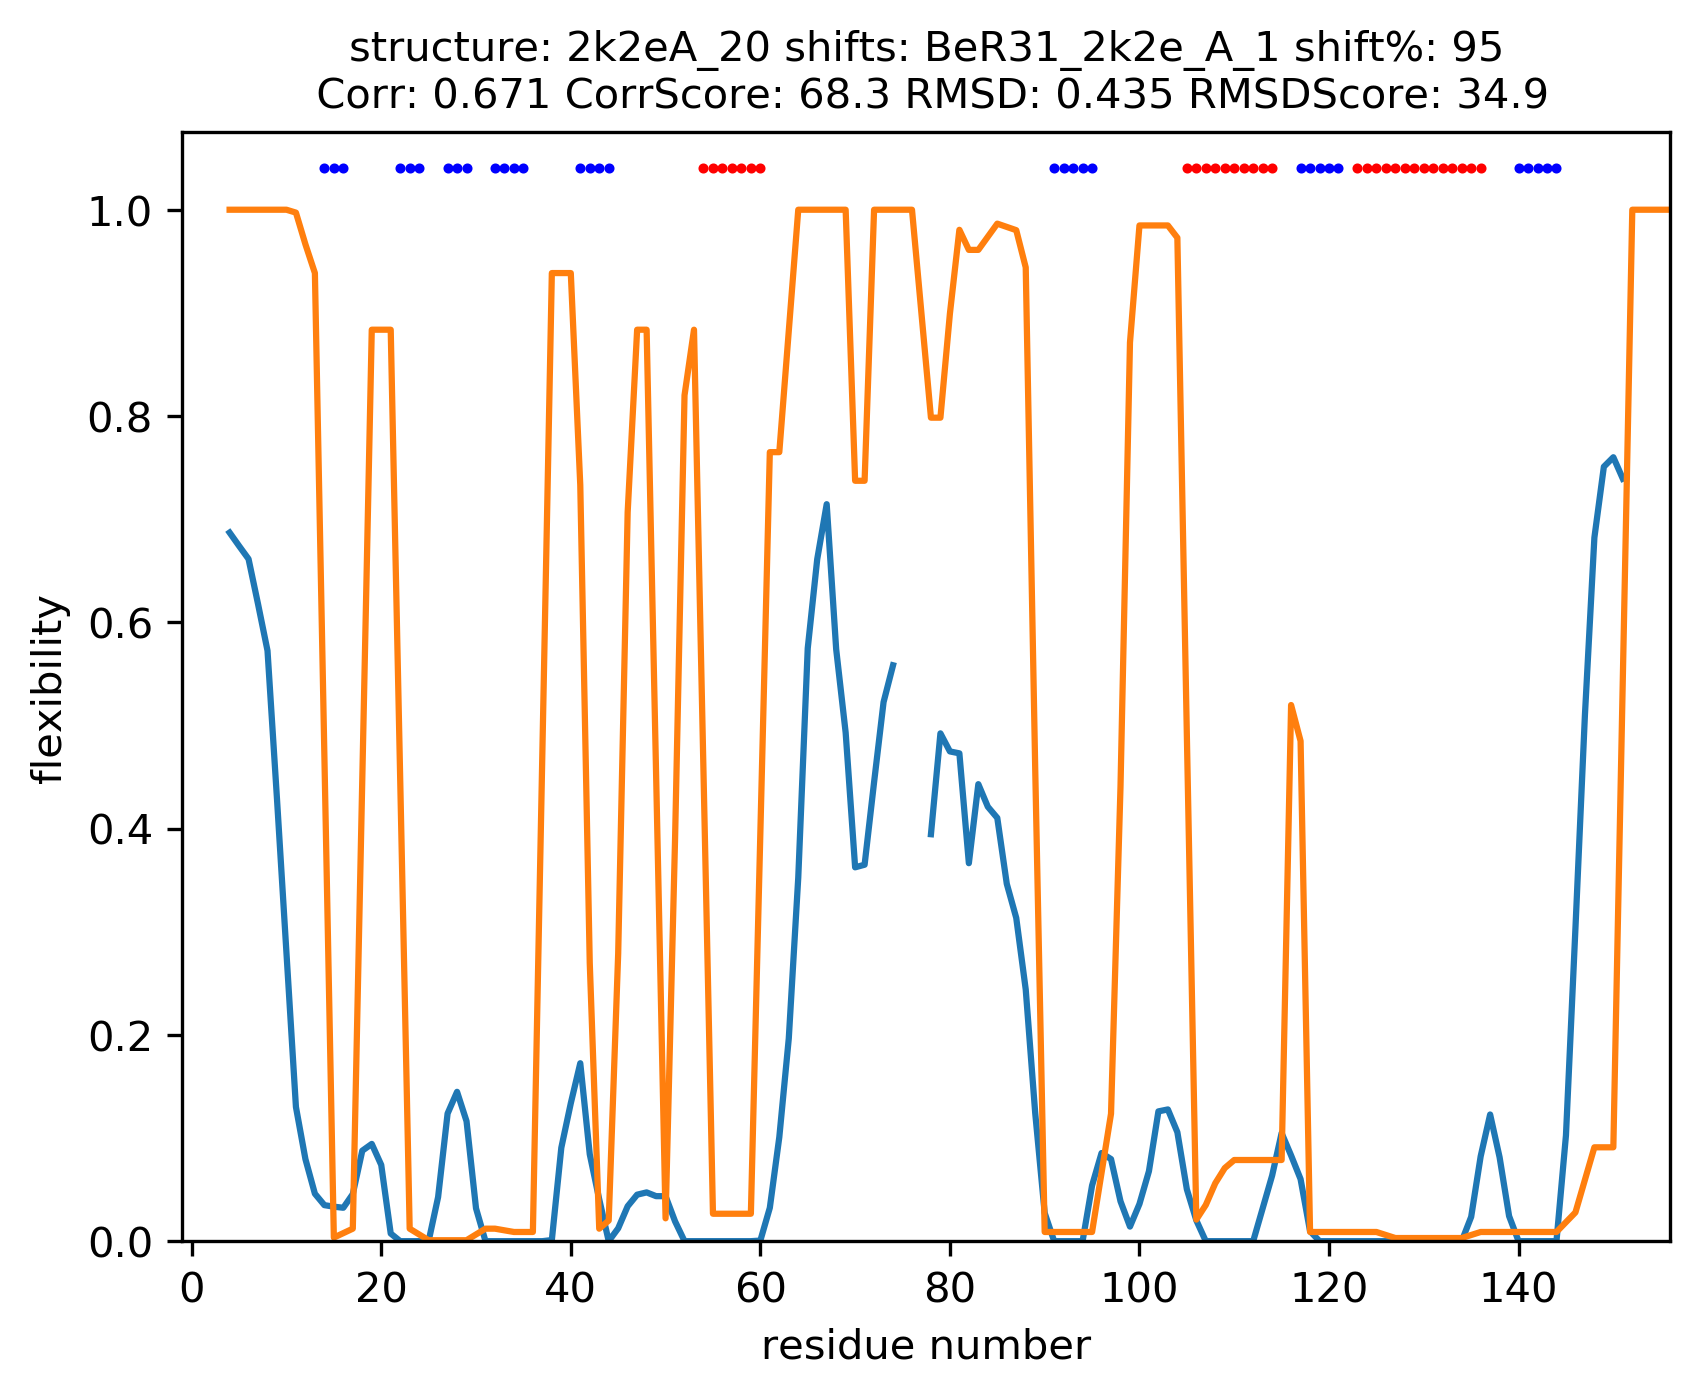 structure: 2k2eA_20 shifts: BeR31_2k2e_A_1 shift%: 95
Corr: 0.671 CorrScore: 68.3 RMSD: 0.435 RMSDScore: 34.9
1.0
0.8
0.6
0.4
0.2
0.0
flexibility
0 20 40 60 80 100 120 140
residue number